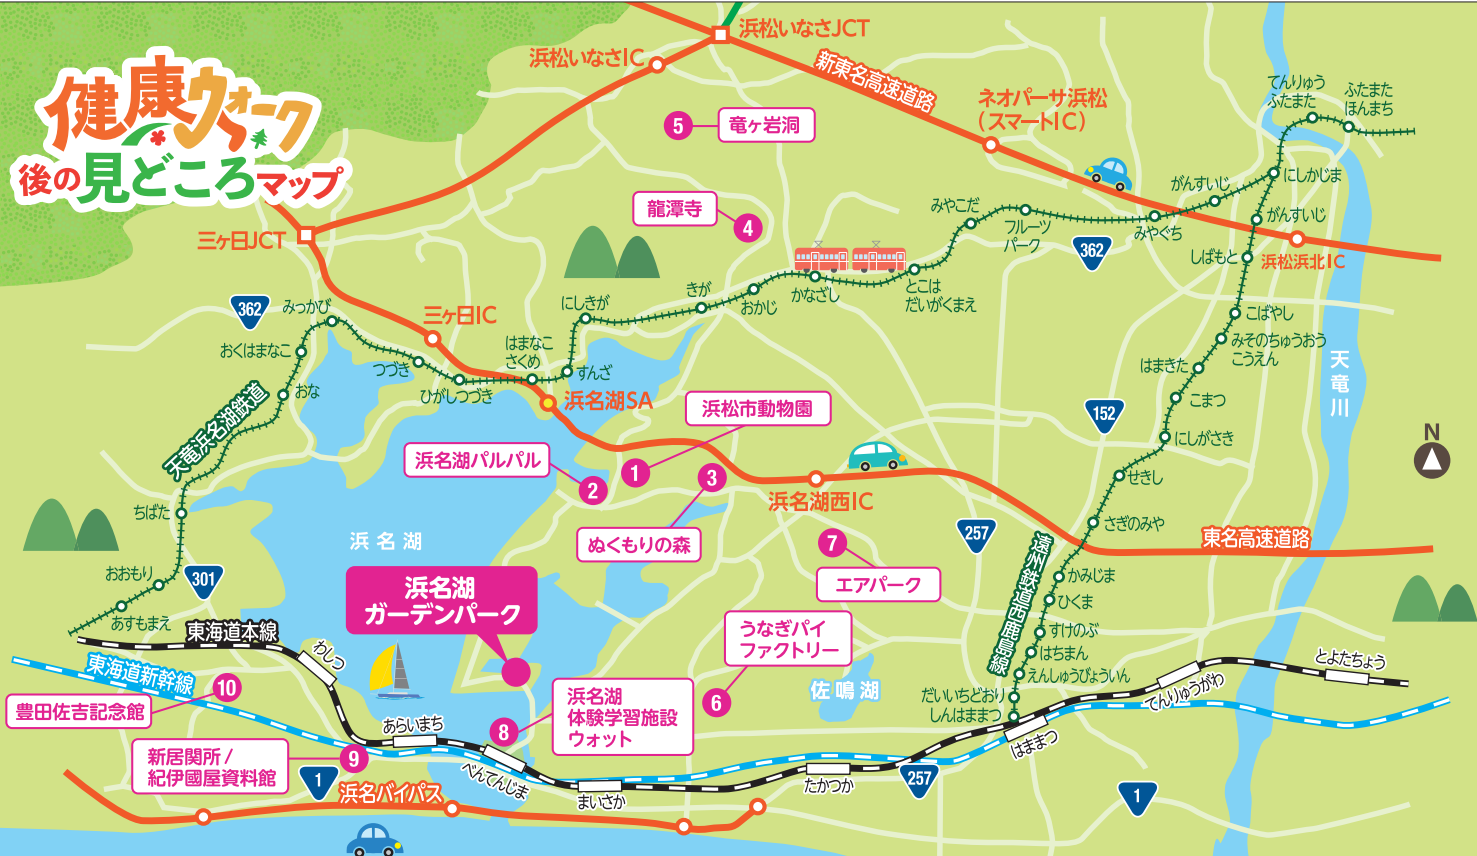 健康ウォーク
後の見どころマップ
浜松いなさJCT
浜松いなさIC
新東名高速道路
ネオパーサ浜松
（スマートIC）
てんりゅう
ふたまた
ふたまた
ほんまち
5
竜ヶ岩洞
にしかじま
がんすいじ
がんすいじ
龍潭寺
4
みやこだ
フルーツ
パーク
みやぐち
362
しばもと
浜松浜北IC
三ヶ日JCT
かなざし
とこは
だいがくまえ
おかじ
きが
にしきが
362
みっかび
三ヶ日IC
こばやし
みそのちゅうおう
こうえん
おくはまなこ
はまなこ
さくめ
つづき
すんざ
はまきた
天竜川
おな
ひがしつづき
浜名湖SA
浜松市動物園
152
こまつ
天竜浜名湖鉄道
にしがさき
N
浜名湖パルパル
1
2
3
浜名湖西IC
せきし
ちばた
浜名湖
ぬくもりの森
7
エアパーク
257
さぎのみや
東名高速道路
遠州鉄道西鹿島線
おおもり
301
浜名湖
ガーデンパーク
かみじま
ひくま
あすもまえ
東海道本線
うなぎパイ
ファクトリー
すけのぶ
はちまん
わしづ
えんしゅうびょういん
とよたちょう
東海道新幹線
10
豊田佐吉記念館
浜名湖
体験学習施設
ウォット
8
6
佐鳴湖
だいいちどおり
しんはままつ
てんりゅうがわ
あらいまち
はままつ
新居関所/
紀伊國屋資料館
9
べんてんじま
1
浜名バイパス
まいさか
たかつか
257
1